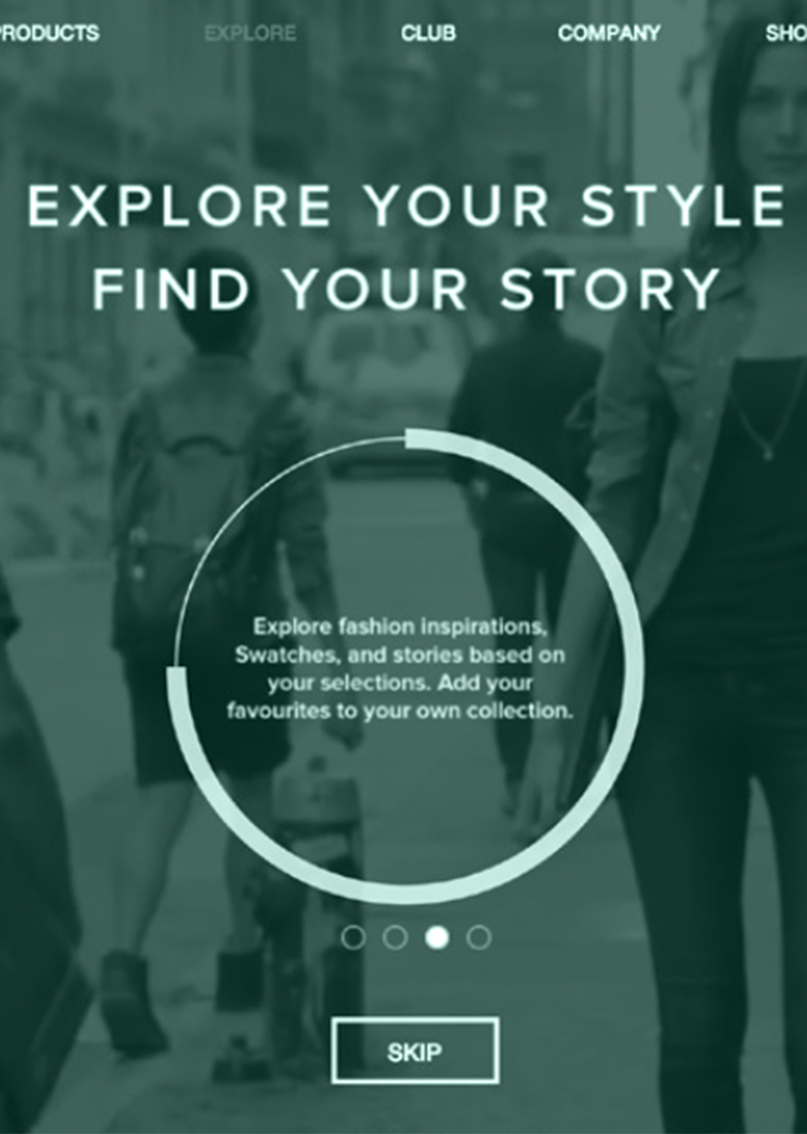 PRODUCTS EXPLORE CLUB COMPANY
EXPLORE YOUR STYLE
FIND YOUR STORY
Explore fashion inspirations,
Swatches, and stories based on
your selections. Add your
favourites to your own collection.
SKIP